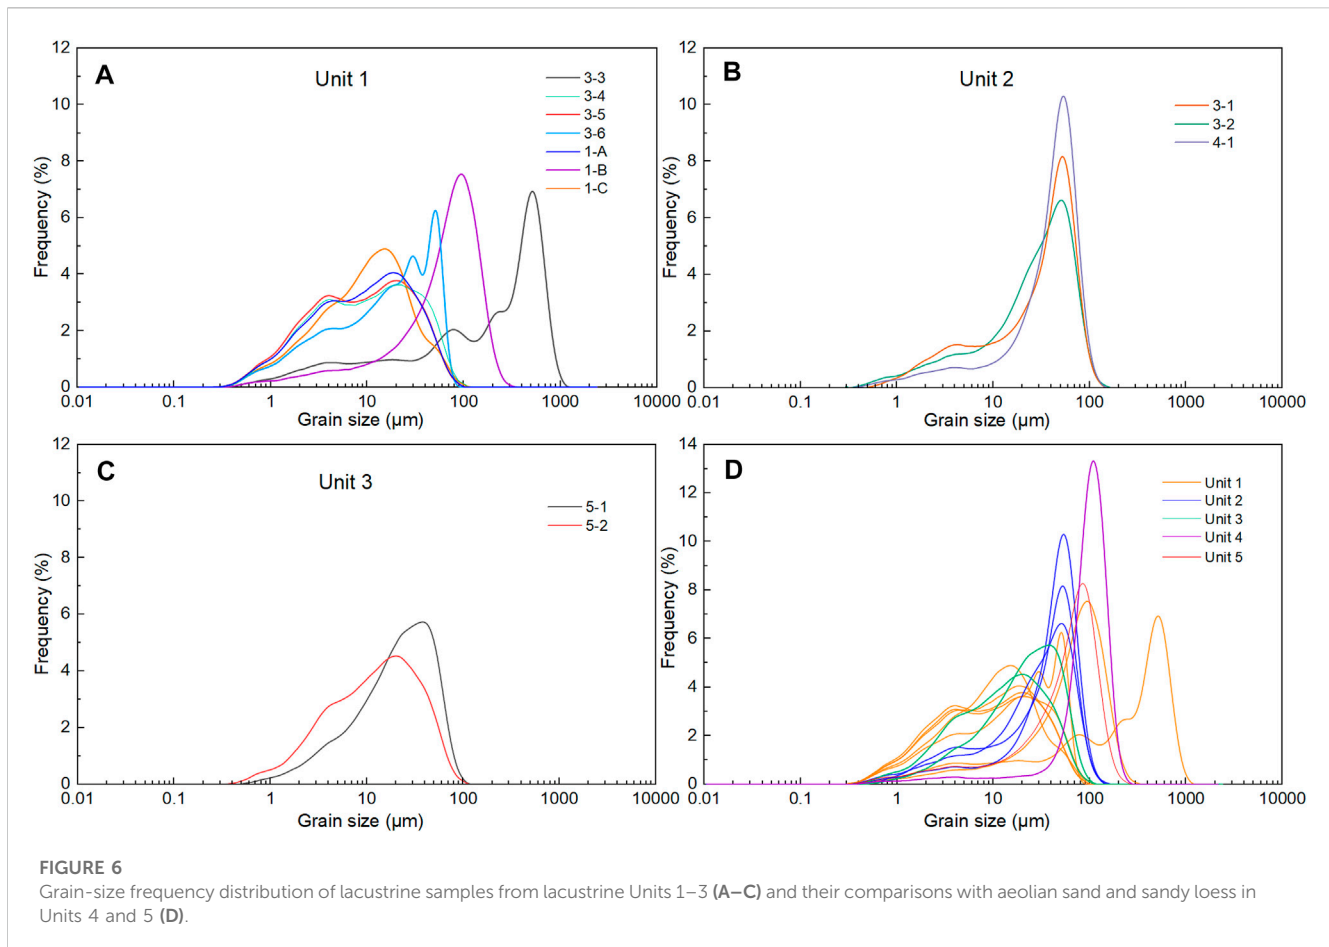 A
Unit 1
12
10
8
6
4
2
0
Frequency (%)
3-3
3-4
3-5
3-6
1-A
1-B
1-C
0.01
0.1
1
10
100
1000
10000
Grain size (µm)
B
Unit 2
12
10
8
6
4
2
0
Frequency (%)
3-1
3-2
4-1
0.01
0.1
1
10
100
1000
10000
Grain size (µm)
C
Unit 3
12
10
8
6
4
2
0
Frequency (%)
5-1
5-2
0.01
0.1
1
10
100
1000
10000
Grain size (µm)
D
14
12
10
8
6
4
2
0
Frequency (%)
Unit 1
Unit 2
Unit 3
Unit 4
Unit 5
0.01
0.1
1
10
100
1000
10000
Grain size (µm)
FIGURE 6
Grain-size frequency distribution of lacustrine samples from lacustrine Units 1–3 (A–C) and their comparisons with aeolian sand and sandy loess in
Units 4 and 5 (D).